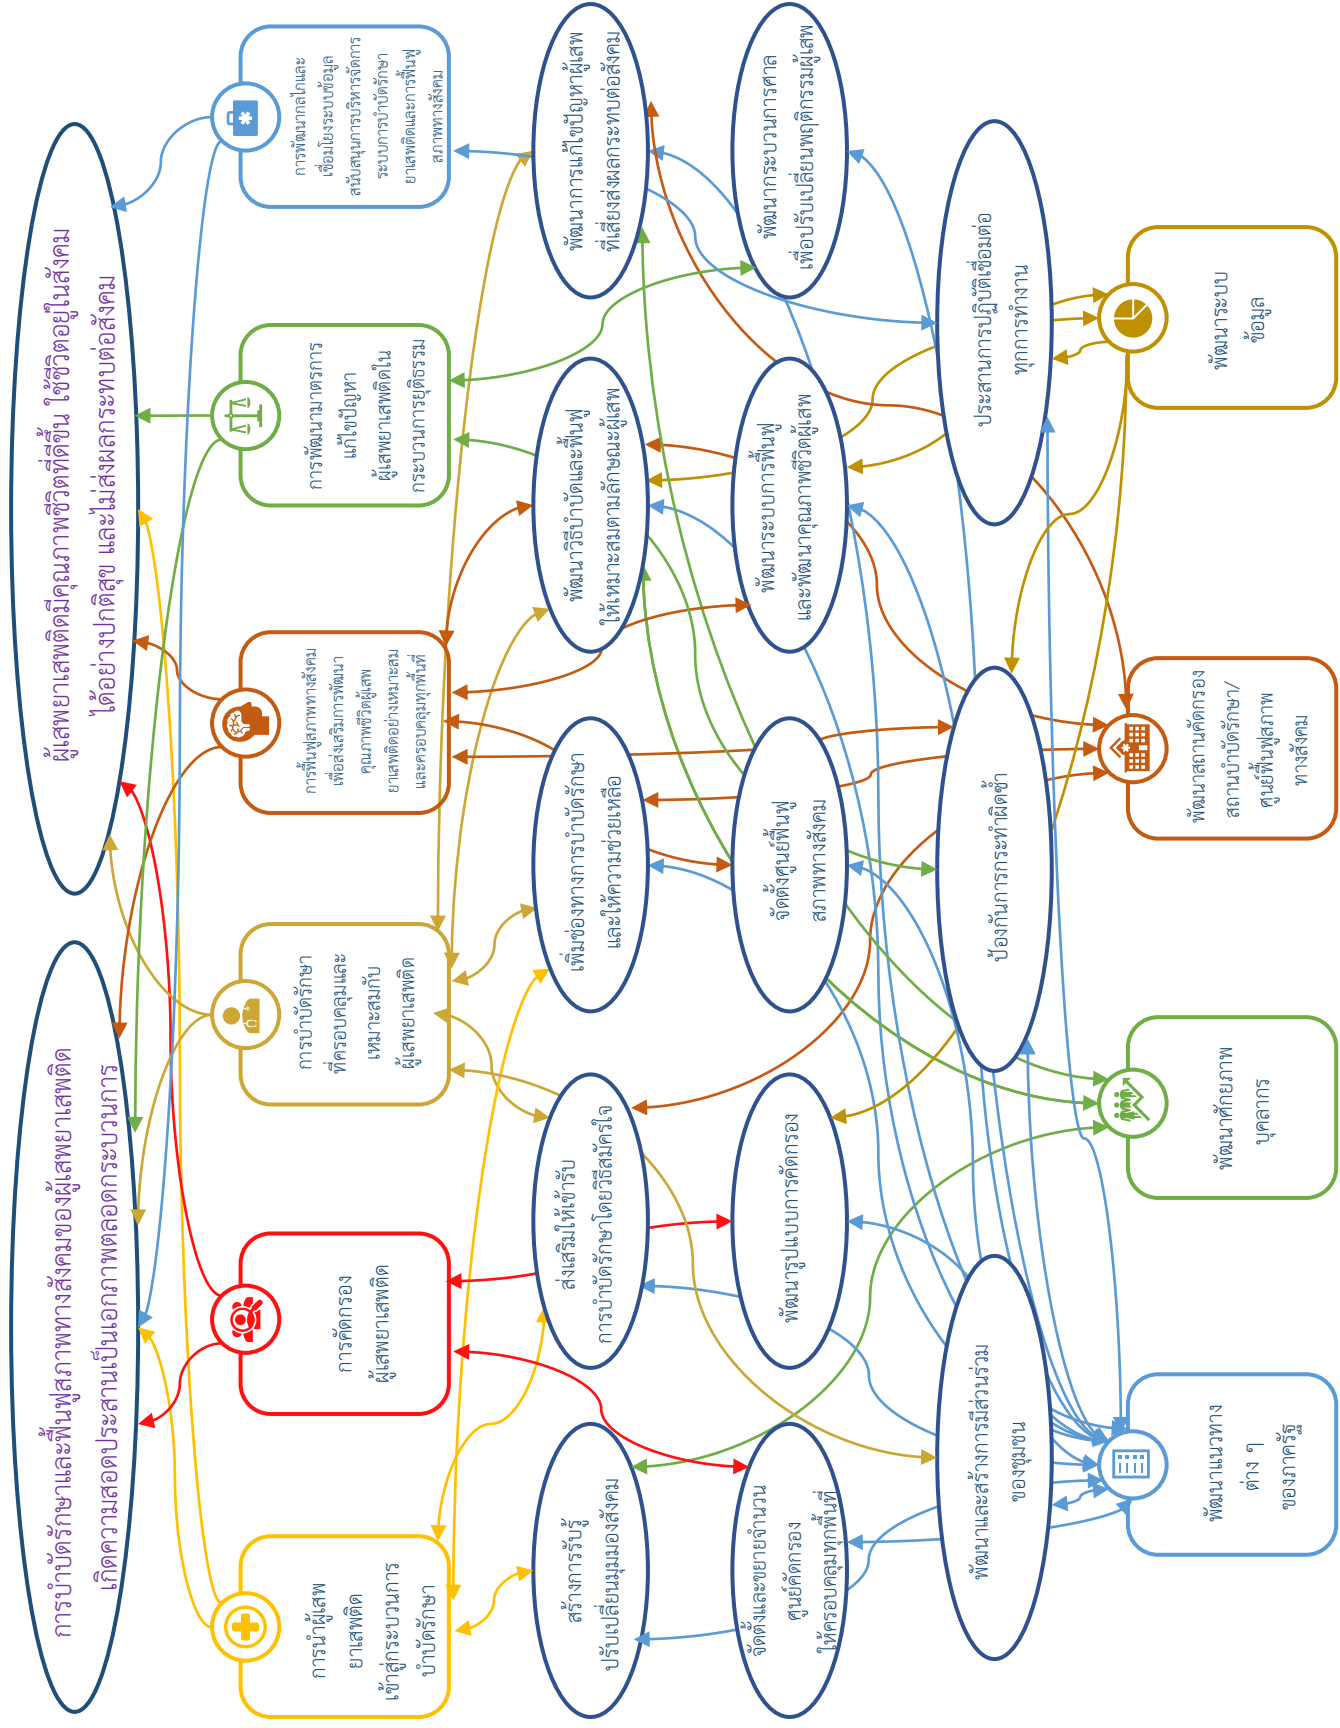 การบำบัดรักษาและฟื้นฟูสภาพทางสังคมของผู้เสพยาเสพติด
เกิดความสอดประสานเป็นเอกภาพตลอดกระบวนการ
ผู้เสพยาเสพติดมีคุณภาพชีวิตที่ดีขึ้น ใช้ชีวิตอยู่ในสังคม
ได้อย่างปกติสุข และไม่ส่งผลกระทบต่อสังคม
การนำผู้เสพ
ยาเสพติด
เข้าสู่กระบวนการ
บำบัดรักษา
การคัดกรอง
ผู้เสพยาเสพติด
การบำบัดรักษา
ที่ครอบคลุมและ
เหมาะสมกับ
ผู้เสพยาเสพติด
การฟื้นฟูสภาพทางสังคม
เพื่อส่งเสริมการพัฒนา
คุณภาพชีวิตผู้เสพ
ยาเสพติดอย่างเหมาะสม
และครอบคลุมทุกพื้นที่
การพัฒนามาตรการ
แก้ไขปัญหา
ผู้เสพยาเสพติดใน
กระบวนการยุติธรรม
การพัฒนากลไกและ
เชื่อมโยงระบบข้อมูล
สนับสนุนการบริหารจัดการ
ระบบการบำบัดรักษา
ยาเสพติดและการฟื้นฟู
สภาพทางสังคม
สร้างการรับรู้
ปรับเปลี่ยนมุมมองสังคม
ส่งเสริมให้เข้ารับ
การบำบัดรักษาโดยวิธีสมัครใจ
เพิ่มช่องทางการบำบัดรักษา
และให้ความช่วยเหลือ
พัฒนาวิธีบำบัดและฟื้นฟู
ให้เหมาะสมตามลักษณะผู้เสพ
พัฒนาการแก้ไขปัญหาผู้เสพ
ที่เสี่ยงส่งผลกระทบต่อสังคม
จัดตั้งและขยายจำนวน
ศูนย์คัดกรอง
ให้ครอบคลุมทุกพื้นที่
พัฒนารูปแบบการคัดกรอง
จัดตั้งศูนย์ฟื้นฟู
สภาพทางสังคม
พัฒนาระบบการฟื้นฟู
และพัฒนาคุณภาพชีวิตผู้เสพ
พัฒนากระบวนการศาล
เพื่อปรับเปลี่ยนพฤติกรรมผู้เสพ
พัฒนาและสร้างการมีส่วนร่วม
ของชุมชน
ป้องกันการกระทำผิดซ้ำ
ประสานการปฏิบัติเชื่อมต่อ
ทุกการทำงาน
พัฒนาแนวทาง
ต่าง ๆ
ของภาครัฐ
พัฒนาศักยภาพ
บุคลากร
พัฒนาสถานคัดกรอง
สถานบำบัดรักษา/
ศูนย์ฟื้นฟูสภาพ
ทางสังคม
พัฒนาระบบ
ข้อมูล